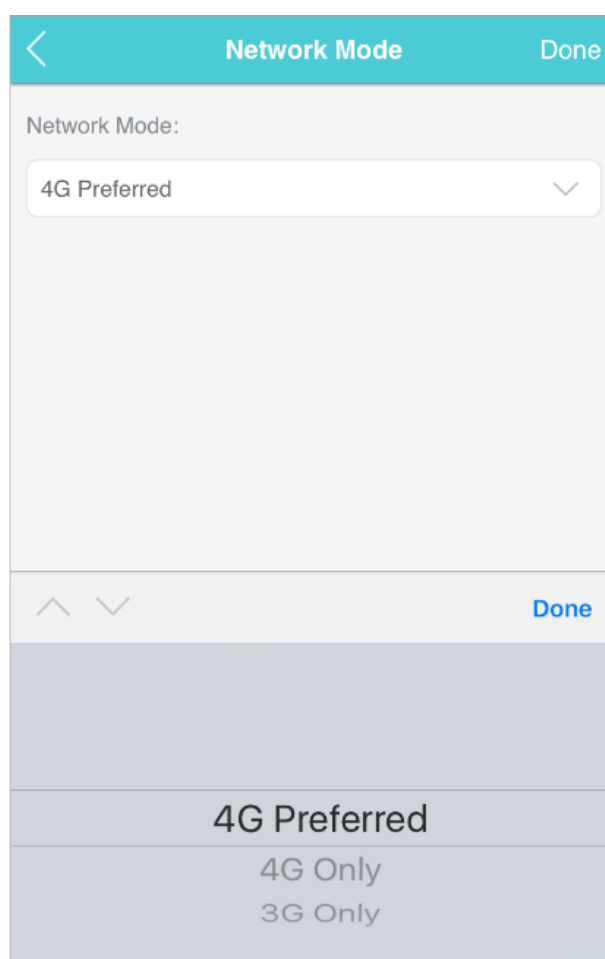 Network Mode Done
Network Mode:
4G Preferred
Done
4G Preferred
4G Only
3G Only